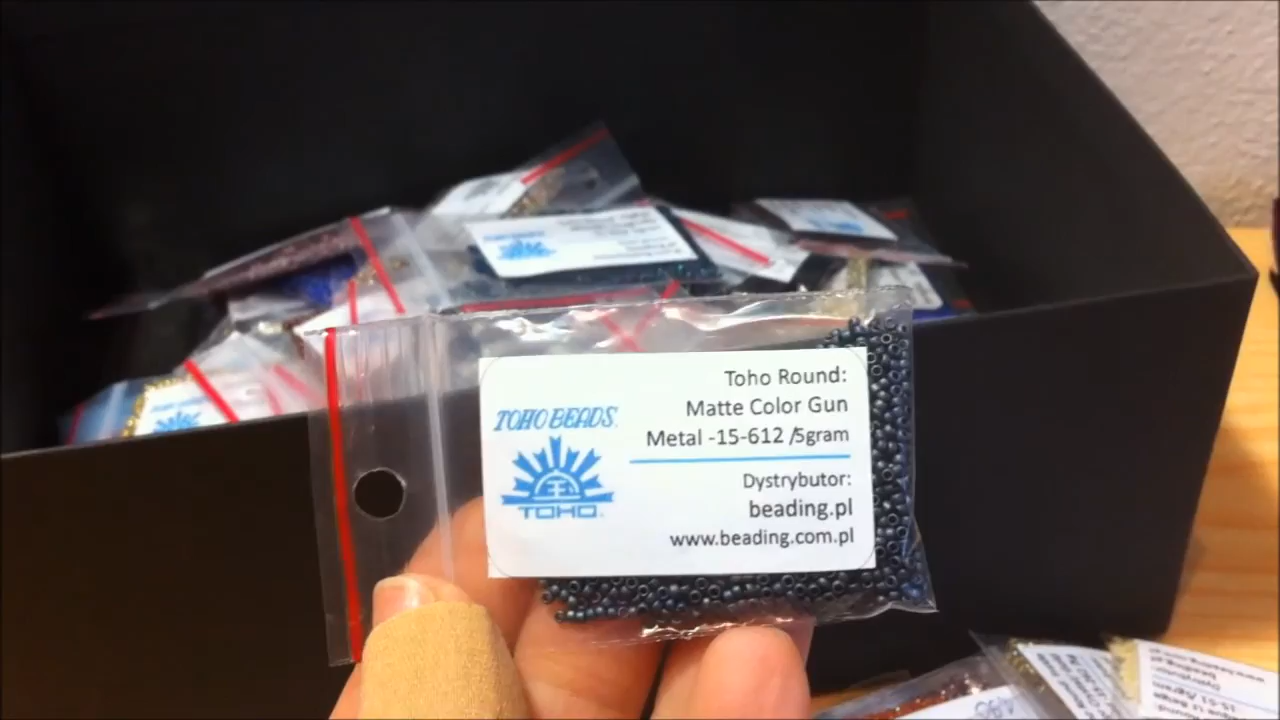 TOHO BEADS
TOHO
Toho Round:
Matte Color Gun
Metal -15-612 /5gram
Dystrybutor:
beading.pl
www.beading.com.pl